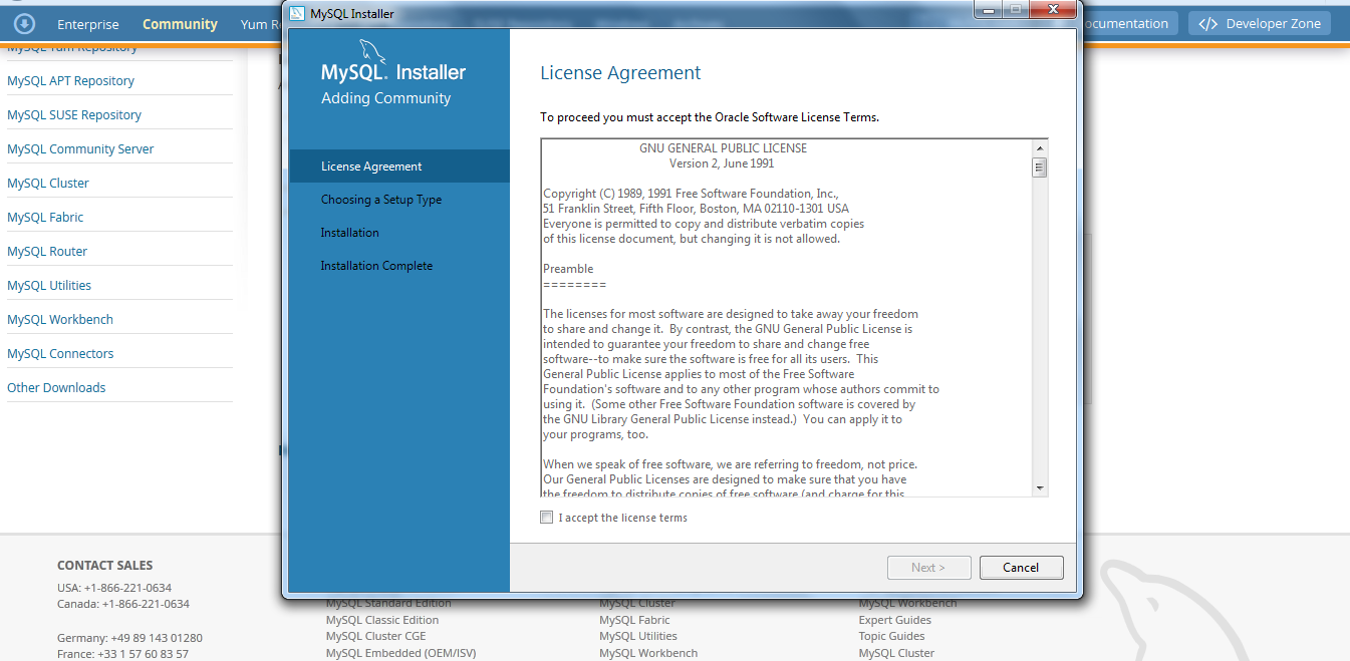 MySQL Installer
Enterprise
Community
Yum R
ocumentation
Developer Zone
MySQL Yum Repository
MySQL APT Repository
MySQL SUSE Repository
MySQL Community Server
MySQL Cluster
MySQL Fabric
MySQL Router
MySQL Utilities
MySQL Workbench
MySQL Connectors
Other Downloads
MySQL. Installer
Adding Community
License Agreement
Choosing a Setup Type
Installation
Installation Complete
License Agreement
To proceed you must accept the Oracle Software License Terms.
GNU GENERAL PUBLIC LICENSE
Version 2, June 1991
Copyright (C) 1989, 1991 Free Software Foundation, Inc.,
51 Franklin Street, Fifth Floor, Boston, MA 02110-1301 USA
Everyone is permitted to copy and distribute verbatim copies
of this license document, but changing it is not allowed.
Preamble
========
The licenses for most software are designed to take away your freedom
to share and change it.  By contrast, the GNU General Public License is
intended to guarantee your freedom to share and change free
software--to make sure the software is free for all its users.  This
General Public License applies to most of the Free Software
Foundation's software and to any other program whose authors commit to
using it.  (Some other Free Software Foundation software is covered by
the GNU Library General Public License instead.)  You can apply it to
your programs, too.
When we speak of free software, we are referring to freedom, not price.
Our General Public Licenses are designed to make sure that you have
the freedom to distribute copies of free software (and charge for this
I accept the license terms
Next >
Cancel
CONTACT SALES
USA: +1-866-221-0634
Canada: +1-866-221-0634
Germany: +49 89 143 01280
France: +33 1 57 60 83 57
MySQL Standard Edition
MySQL Classic Edition
MySQL Cluster CGE
MySQL Embedded (OEM/ISV)
MySQL Cluster
MySQL Fabric
MySQL Utilities
MySQL Workbench
MySQL Workbench
Expert Guides
Topic Guides
MySQL Cluster